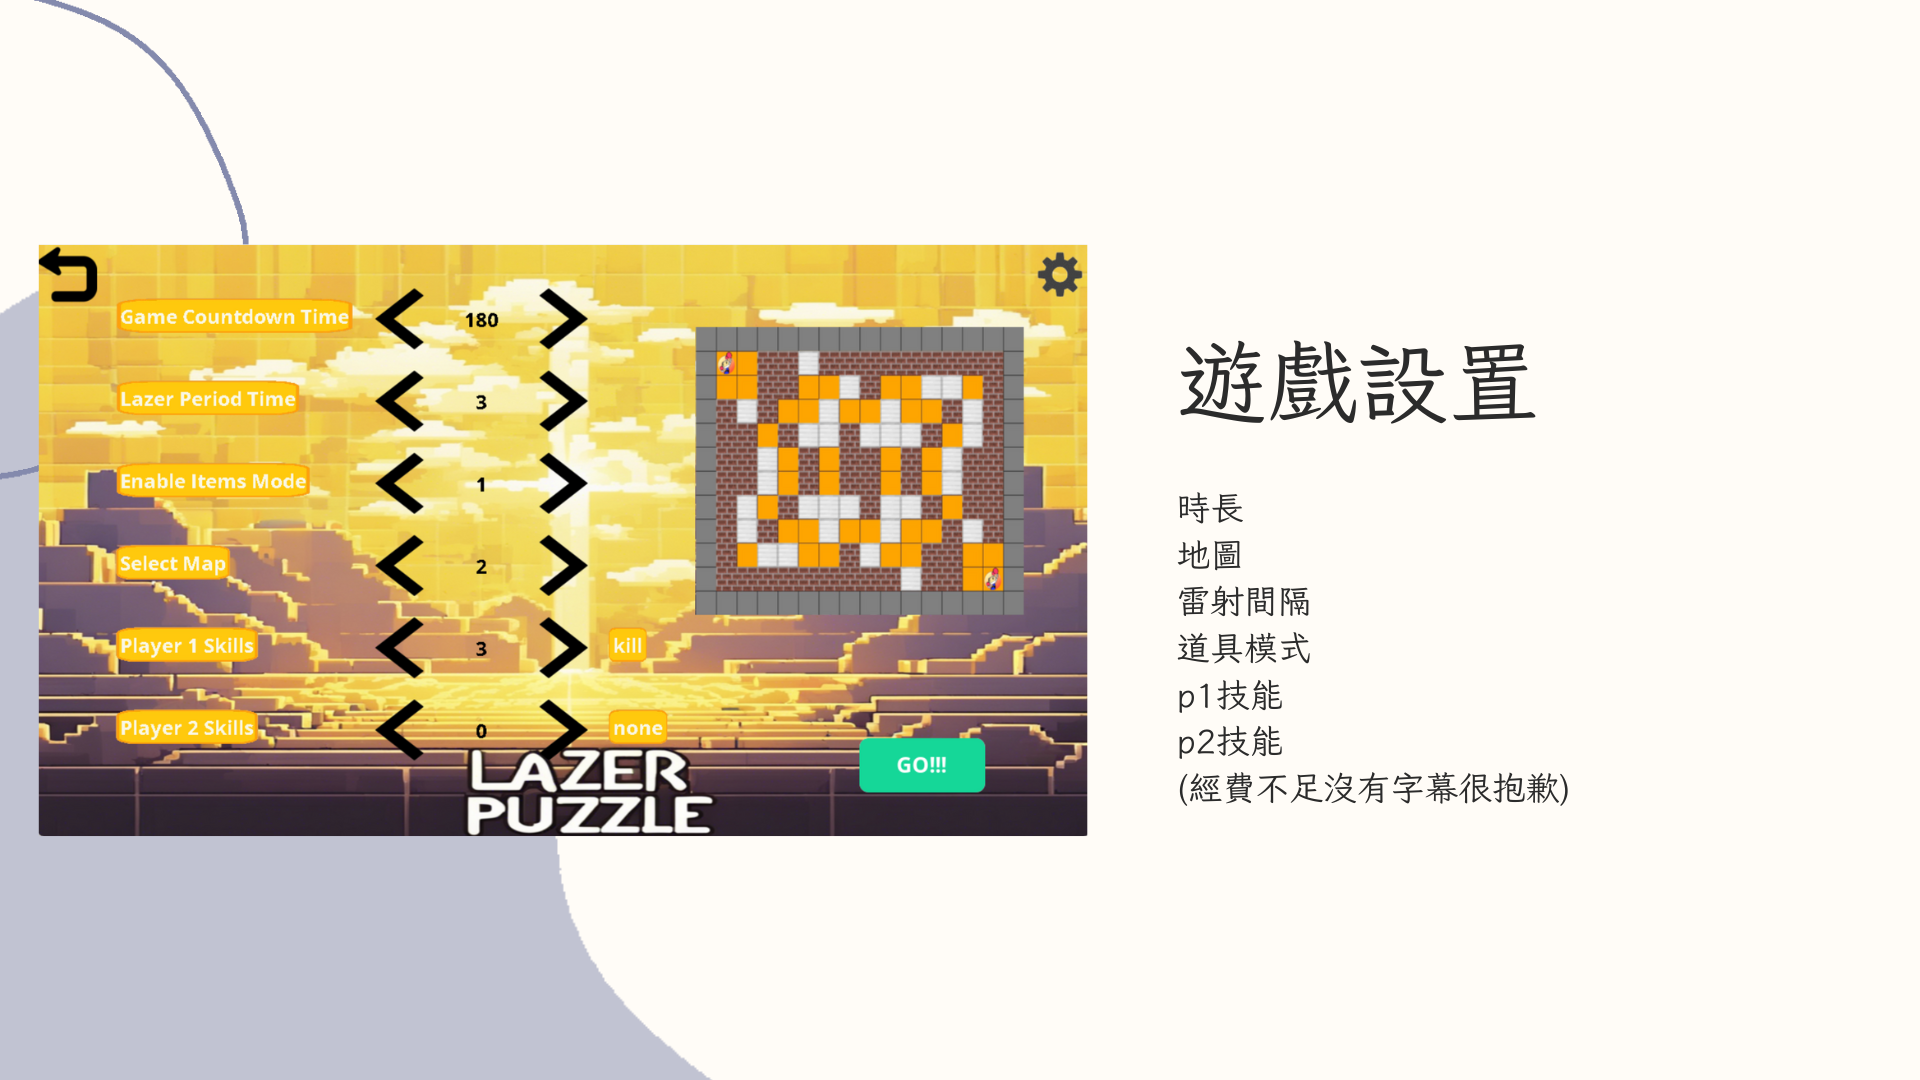 Game Countdown Time
180
Lazer Period Time
3
Enable Items Mode
1
Select Map
2
Player 1 Skills
3
kill
Player 2 Skills
0
none
LAZER
PUZZLE
GO!!!
遊戲設置
時長
地圖
雷射間隔
道具模式
p1技能
p2技能
(經費不足沒有字幕很抱歉)